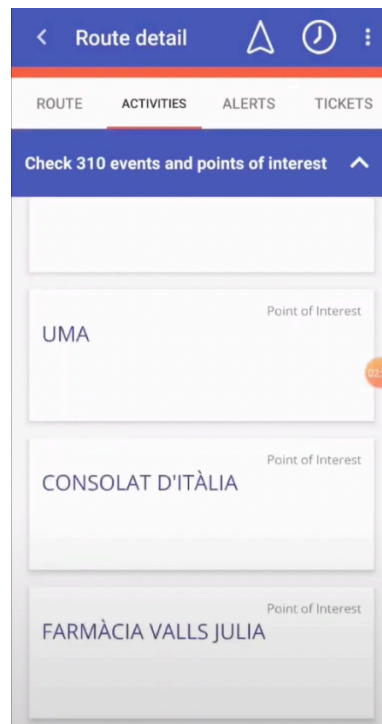 Route detail
ROUTE ACTIVITIES ALERTS TICKETS
Check 310 events and points of interest
Point of Interest
UMA
02:
Point of Interest
CONSOLAT D'ITÀLIA
Point of Interest
FARMÀCIA VALLS JULIA